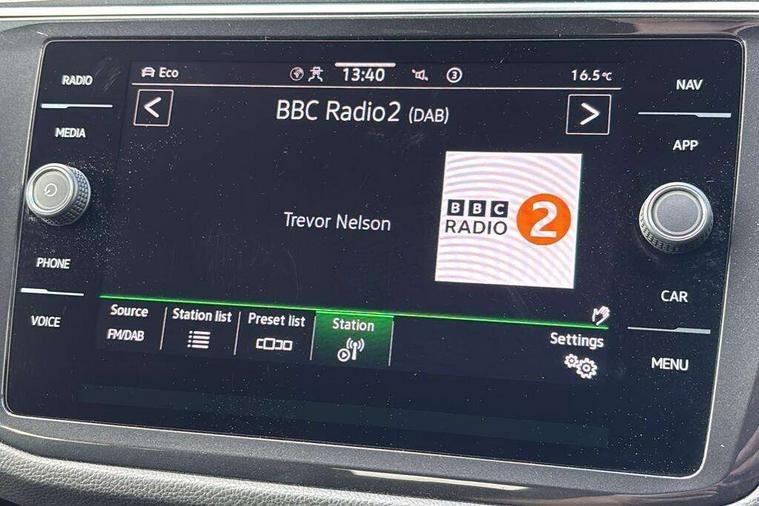 RADIO
MEDIA
PHONE
VOICE
Eco
13:40
3
16.5°C
BBC Radio2 (DAB)
Trevor Nelson
BBC
RADIO
2
Source
FM/DAB
Station list
Preset list
Station
Settings
NAV
APP
CAR
MENU